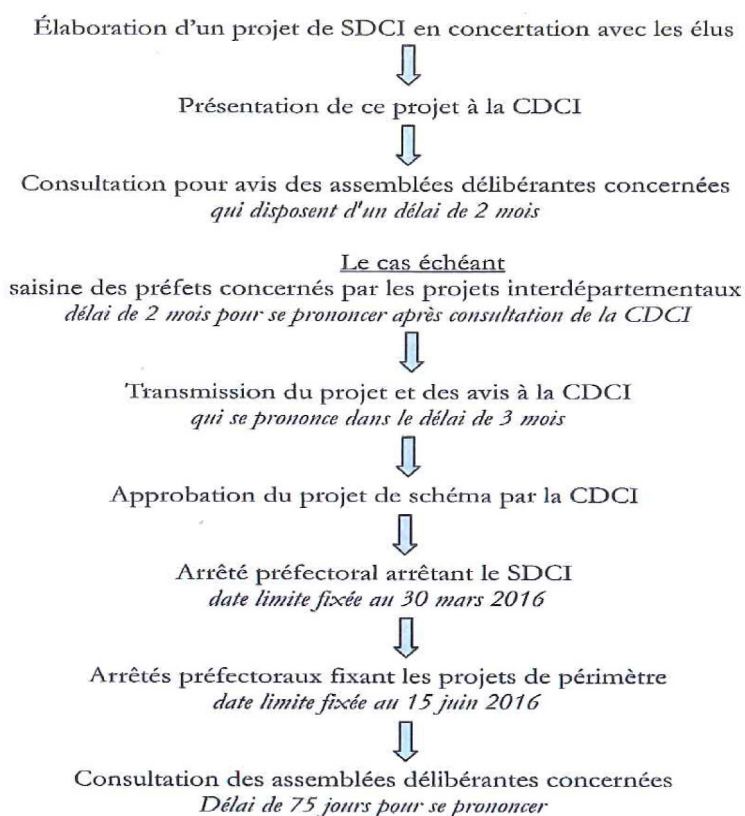 Élaboration d'un projet de SDCI en concertation avec les élus
Présentation de ce projet à la CDCI
Consultation pour avis des assemblées délibérantes concernées
qui disposent d'un délai de 2 mois
Le cas échéant
saisine des préfets concernés par les projets interdépartementaux
délai de 2 mois pour se prononcer après consultation de la CDCI
Transmission du projet et des avis à la CDCI
qui se prononce dans le délai de 3 mois
Approbation du projet de schéma par la CDCI
Arrêté préfectoral arrêtant le SDCI
date limite fixée au 30 mars 2016
Arrêtés préfectoraux fixant les projets de périmètre
date limite fixée au 15 juin 2016
Consultation des assemblées délibérantes concernées
Délai de 75 jours pour se prononcer